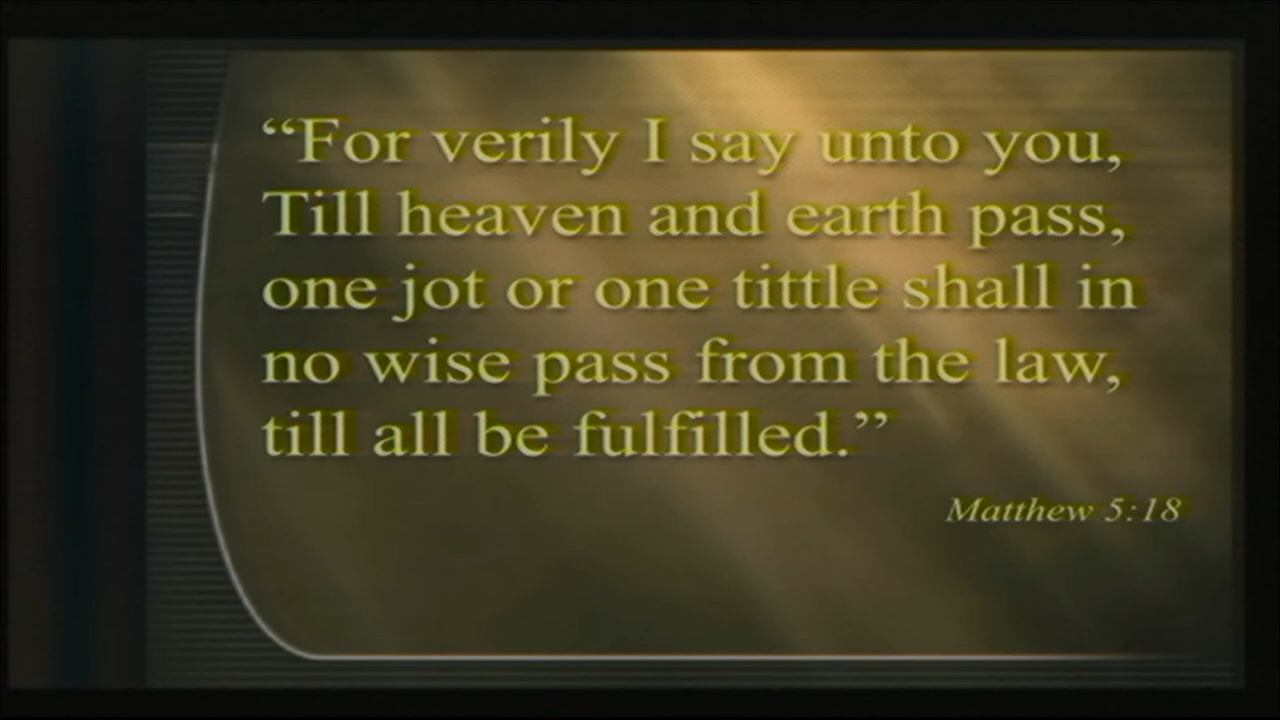 “For verily I say unto you,
Till heaven and earth pass,
one jot or one tittle shall in
no wise pass from the law,
till all be fulfilled.”
Matthew 5:18